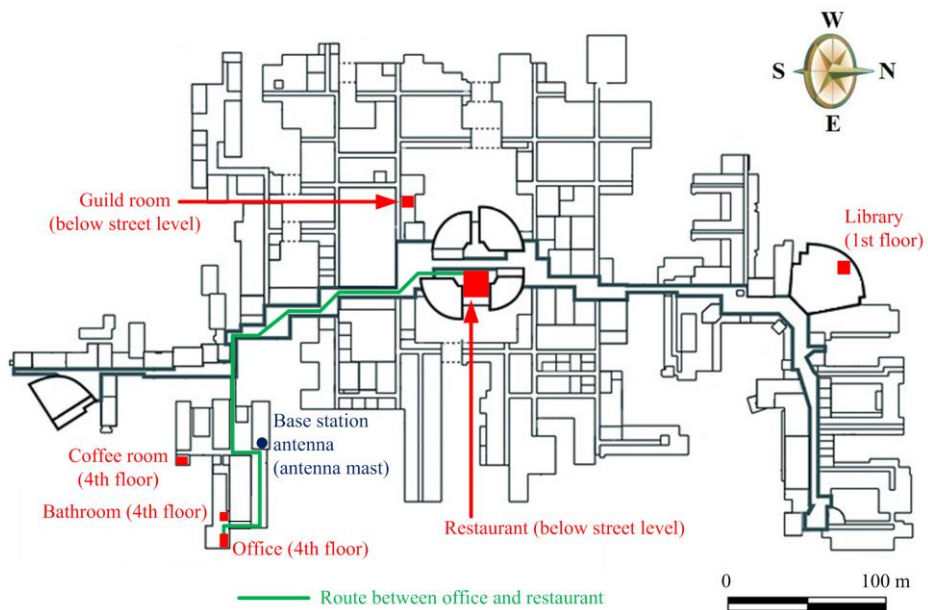 W
S
N
E
Guild room
(below street level)
Library
(1st floor)
Base station
antenna
(antenna mast)
Coffee room
(4th floor)
Bathroom (4th floor)
Office (4th floor)
Restaurant (below street level)
0
100 m
Route between office and restaurant